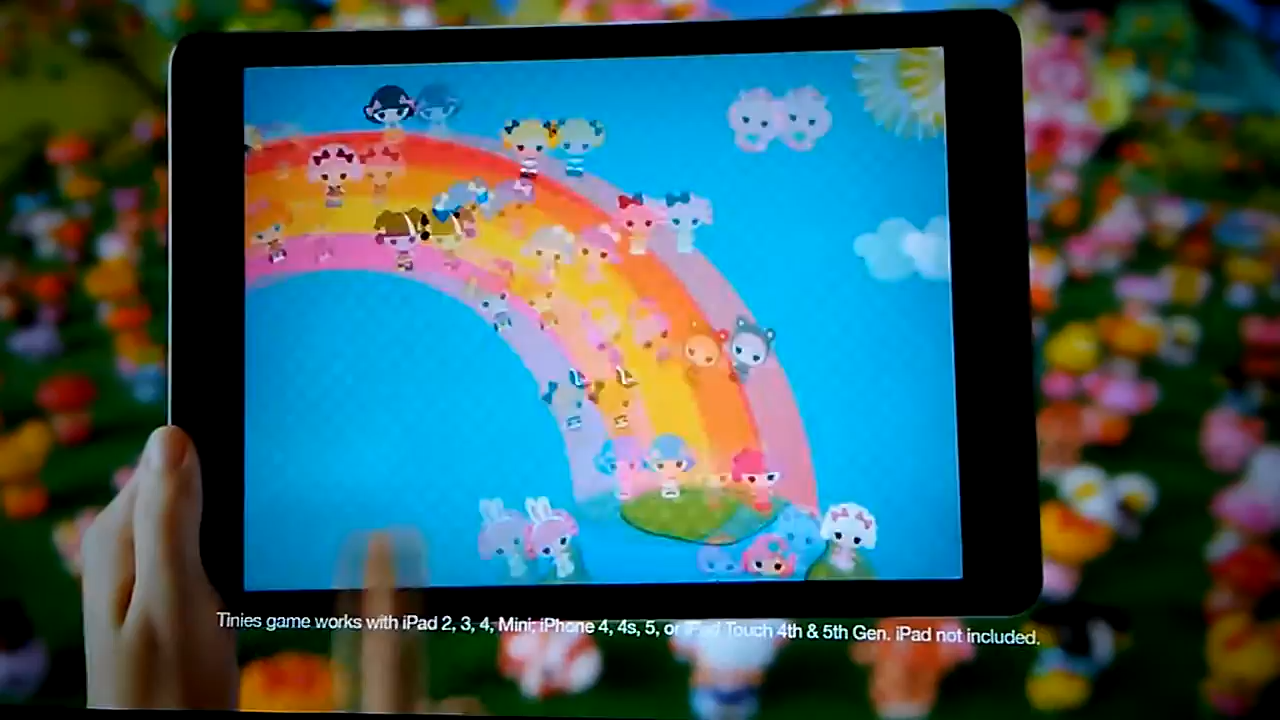 Tinies game works with iPad 2, 3, 4, Mini; iPhone 4, 4s, 5, or iPod Touch 4th & 5th Gen. iPad not included.